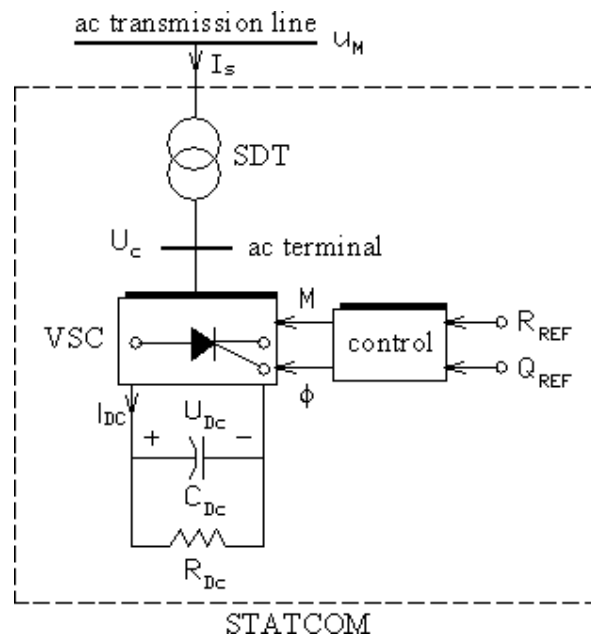 ac transmission line
u_M
I_s
SDT
U_c
ac terminal
M
VSC
control
R_REF
Q_REF
ϕ
I_DC
U_Dc
+ −
C_Dc
R_Dc
STATCOM